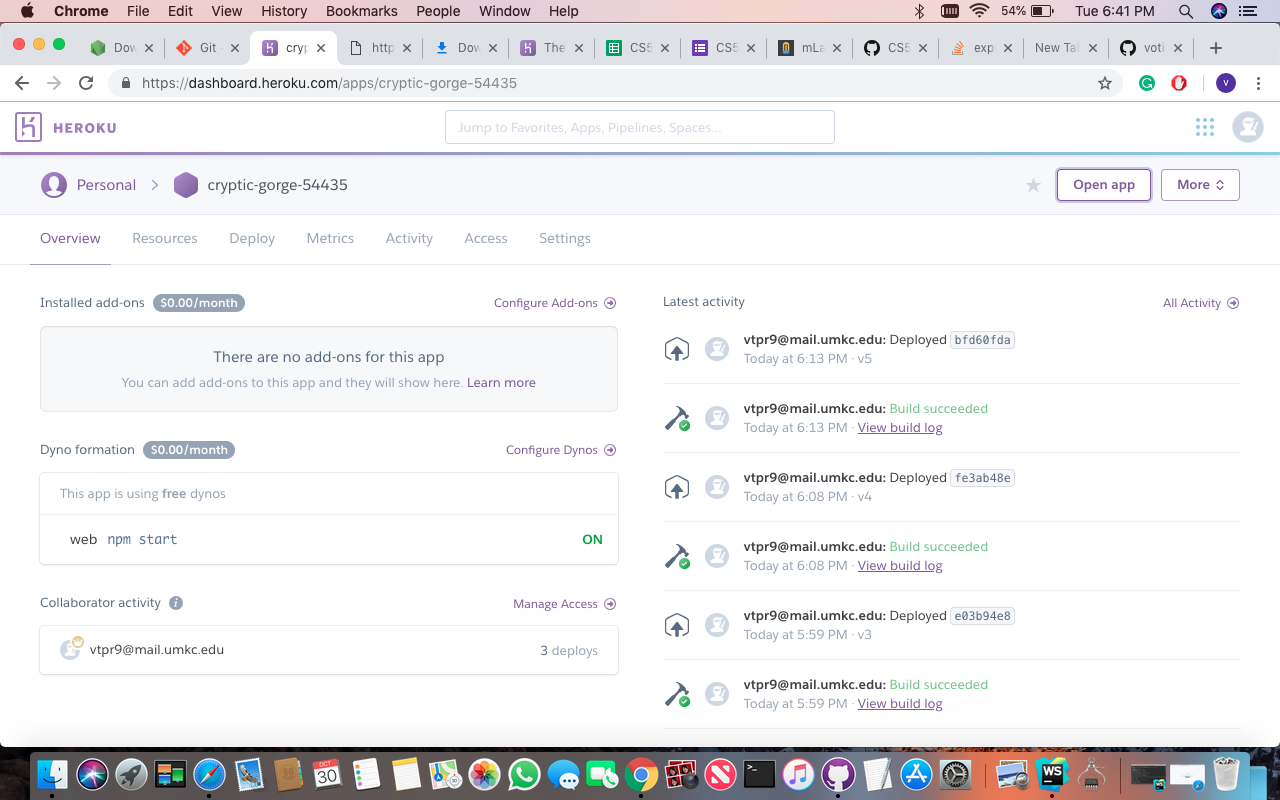 Chrome File Edit View History Bookmarks People Window Help 54% Tue 6:41 PM
Dow Git - cryp http Dow The CS5 CS5 mLa CS5 exp New Tab voti
https://dashboard.heroku.com/apps/cryptic-gorge-54435 V
HEROKU Jump to Favorites, Apps, Pipelines, Spaces...
Personal > cryptic-gorge-54435 Open app More
Overview Resources Deploy Metrics Activity Access Settings
Installed add-ons $0.00/month Configure Add-ons
There are no add-ons for this app
You can add add-ons to this app and they will show here. Learn more
Dyno formation $0.00/month Configure Dynos
This app is using free dynos
web npm start ON
Collaborator activity i Manage Access
vtpr9@mail.umkc.edu 3 deploys
Latest activity All Activity
vtpr9@mail.umkc.edu: Deployed bfd60fda
Today at 6:13 PM · v5
vtpr9@mail.umkc.edu: Build succeeded
Today at 6:13 PM · View build log
vtpr9@mail.umkc.edu: Deployed fe3ab48e
Today at 6:08 PM · v4
vtpr9@mail.umkc.edu: Build succeeded
Today at 6:08 PM · View build log
vtpr9@mail.umkc.edu: Deployed e03b94e8
Today at 5:59 PM · v3
vtpr9@mail.umkc.edu: Build succeeded
Today at 5:59 PM · View build log
OCT
30
WS